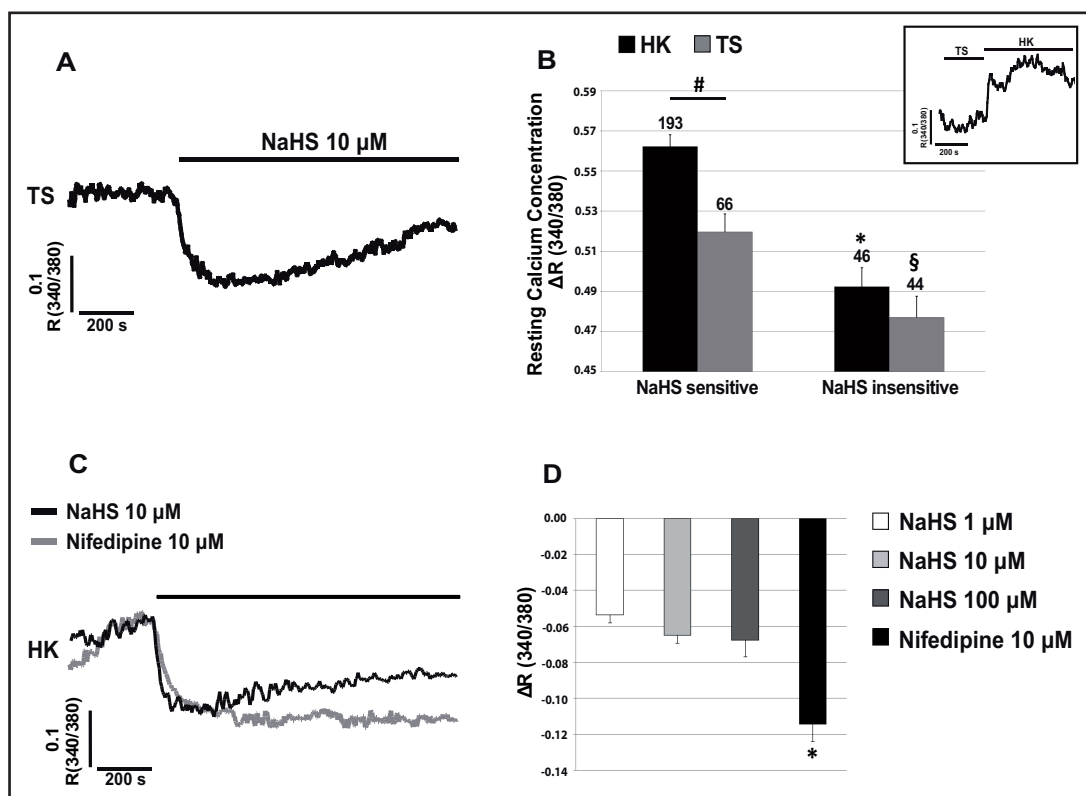 A
NaHS 10 µM
TS
0.1
R (340/380)
200 s
B
HK TS
Resting Calcium Concentration
ΔR (340/380)
0.59
0.57
0.55
0.53
0.51
0.49
0.47
0.45
#
193
66
*
46
§
44
NaHS sensitive NaHS insensitive
TS HK
0.1
R(340/380)
200 s
C
NaHS 10 µM
Nifedipine 10 µM
HK
0.1
R(340/380)
200 s
D
ΔR (340/380)
0.00
-0.02
-0.04
-0.06
-0.08
-0.10
-0.12
-0.14
*
NaHS 1 µM
NaHS 10 µM
NaHS 100 µM
Nifedipine 10 µM